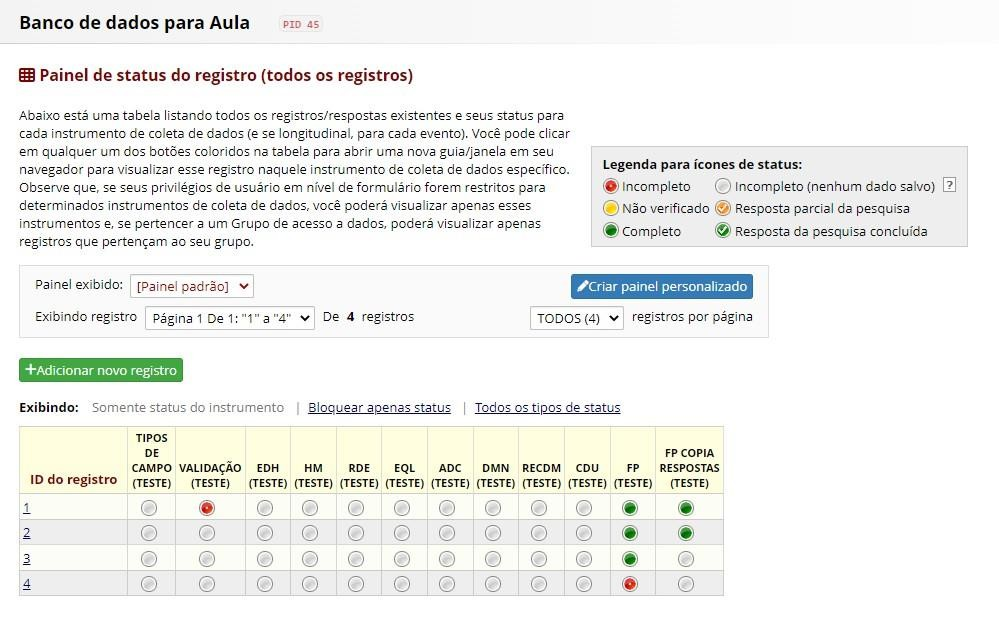 Banco de dados para Aula PID 45
Painel de status do registro (todos os registros)
Abaixo está uma tabela listando todos os registros/respostas existentes e seus status para
cada instrumento de coleta de dados (e se longitudinal, para cada evento). Você pode clicar
em qualquer um dos botões coloridos na tabela para abrir uma nova guia/janela em seu
navegador para visualizar esse registro naquele instrumento de coleta de dados específico.
Observe que, se seus privilégios de usuário em nível de formulário forem restritos para
determinados instrumentos de coleta de dados, você poderá visualizar apenas esses
instrumentos e, se pertencer a um Grupo de acesso a dados, poderá visualizar apenas
registros que pertençam ao seu grupo.
Legenda para ícones de status:
Incompleto Incompleto (nenhum dado salvo) ?
Não verificado Resposta parcial da pesquisa
Completo Resposta da pesquisa concluída
Painel exibido: [Painel padrão] Criar painel personalizado
Exibindo registro Página 1 De 1: "1" a "4" De 4 registros TODOS (4) registros por página
+Adicionar novo registro
Exibindo: Somente status do instrumento | Bloquear apenas status | Todos os tipos de status
ID do registro
TIPOS
DE
CAMPO
(TESTE)
VALIDAÇÃO
(TESTE)
EDH
(TESTE)
HM
(TESTE)
RDE
(TESTE)
EQL
(TESTE)
ADC
(TESTE)
DMN
(TESTE)
RECDM
(TESTE)
CDU
(TESTE)
FP
(TESTE)
FP COPIA
RESPOSTAS
(TESTE)
1
2
3
4